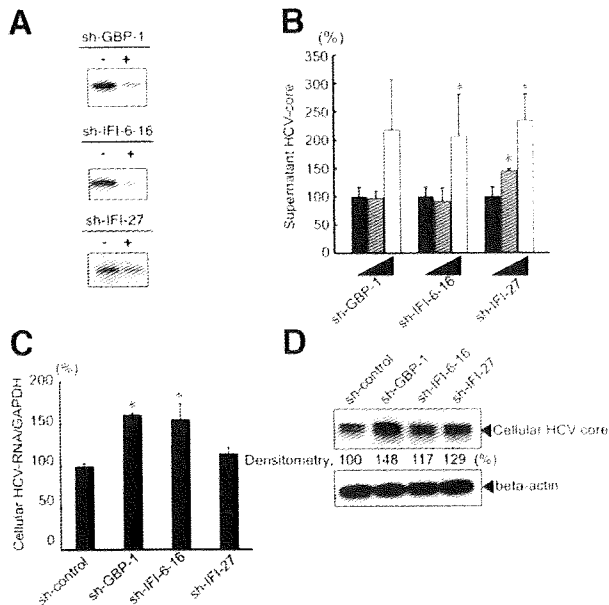 A
sh-GBP-1
- +
sh-IFI-6-16
- +
sh-IFI-27
- +
B
(%)
350
300
250
200
150
100
50
0
Supernatant HCV-core
*
*
*
sh-GBP-1
sh-IFI-6-16
sh-IFI-27
C
(%)
200
150
100
50
0
Cellular HCV-RNA/GAPDH
*
*
sh-control
sh-GBP-1
sh-IFI-6-16
sh-IFI-27
D
sh-control
sh-GBP-1
sh-IFI-6-16
sh-IFI-27
Cellular HCV core
Densitometry, 100 148 117 129 (%)
beta-actin